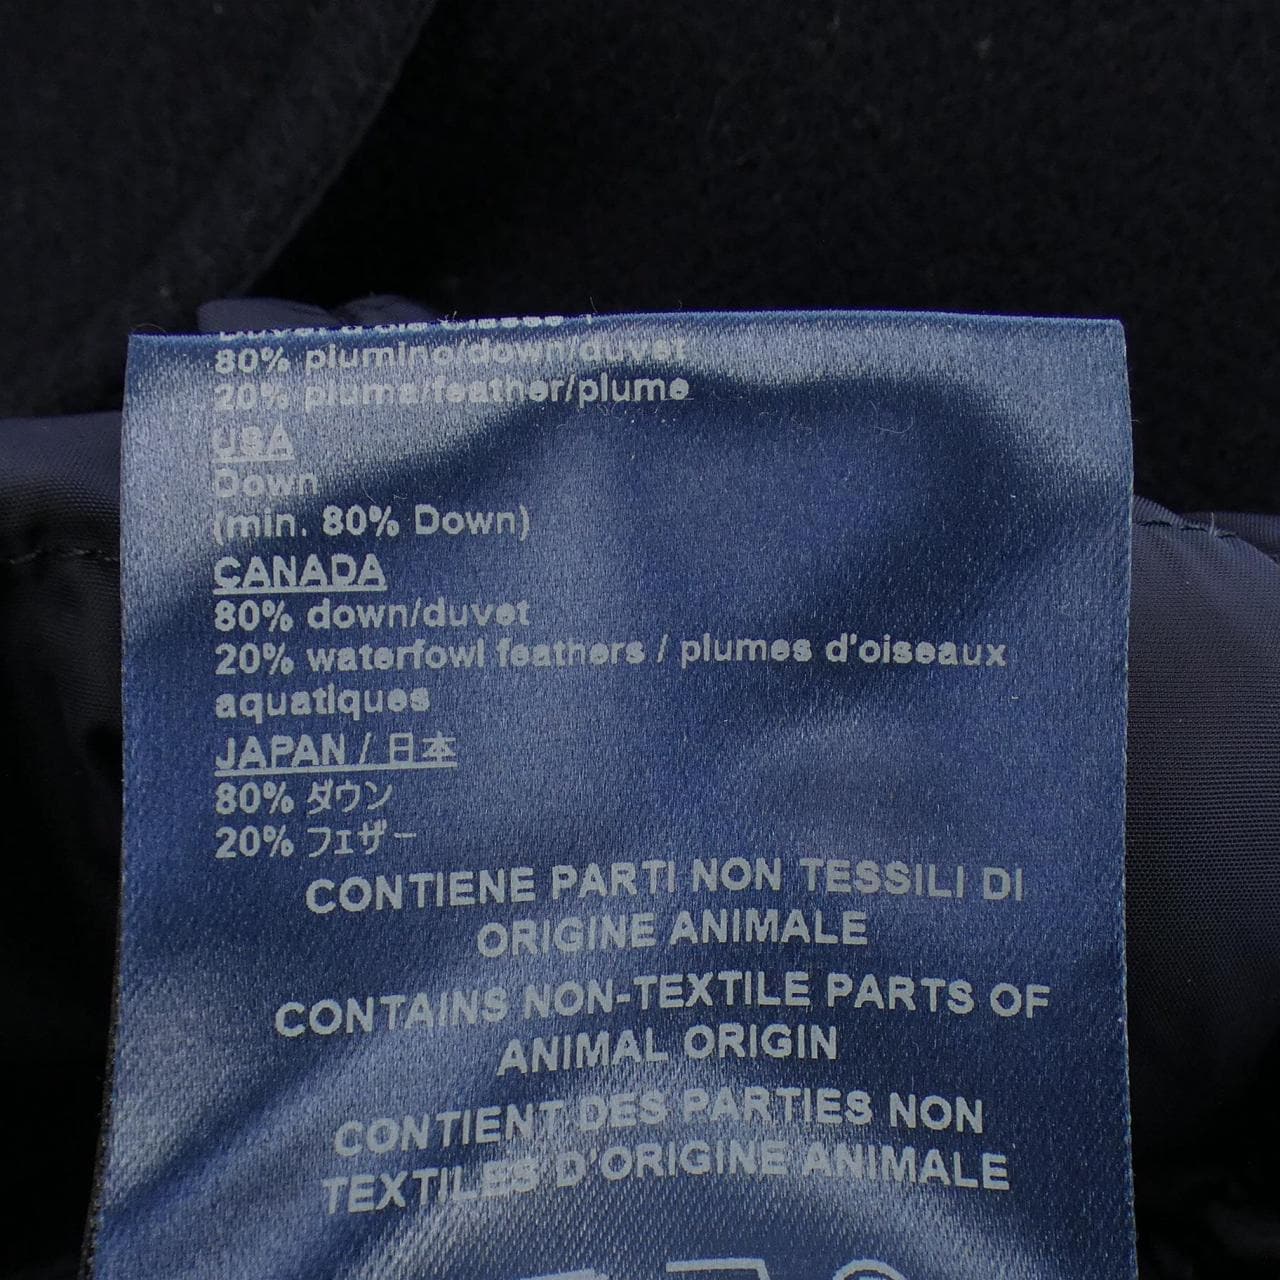 80% piumino/down/duvet
20% piuma/feather/plume
USA
Down
(min. 80% Down)
CANADA
80% down/duvet
20% waterfowl feathers / plumes d'oiseaux
aquatiques
JAPAN / 日本
80% ダウン
20% フェザー
CONTIENE PARTI NON TESSILI DI
ORIGINE ANIMALE
CONTAINS NON-TEXTILE PARTS OF
ANIMAL ORIGIN
CONTIENT DES PARTIES NON
TEXTILES D'ORIGINE ANIMALE